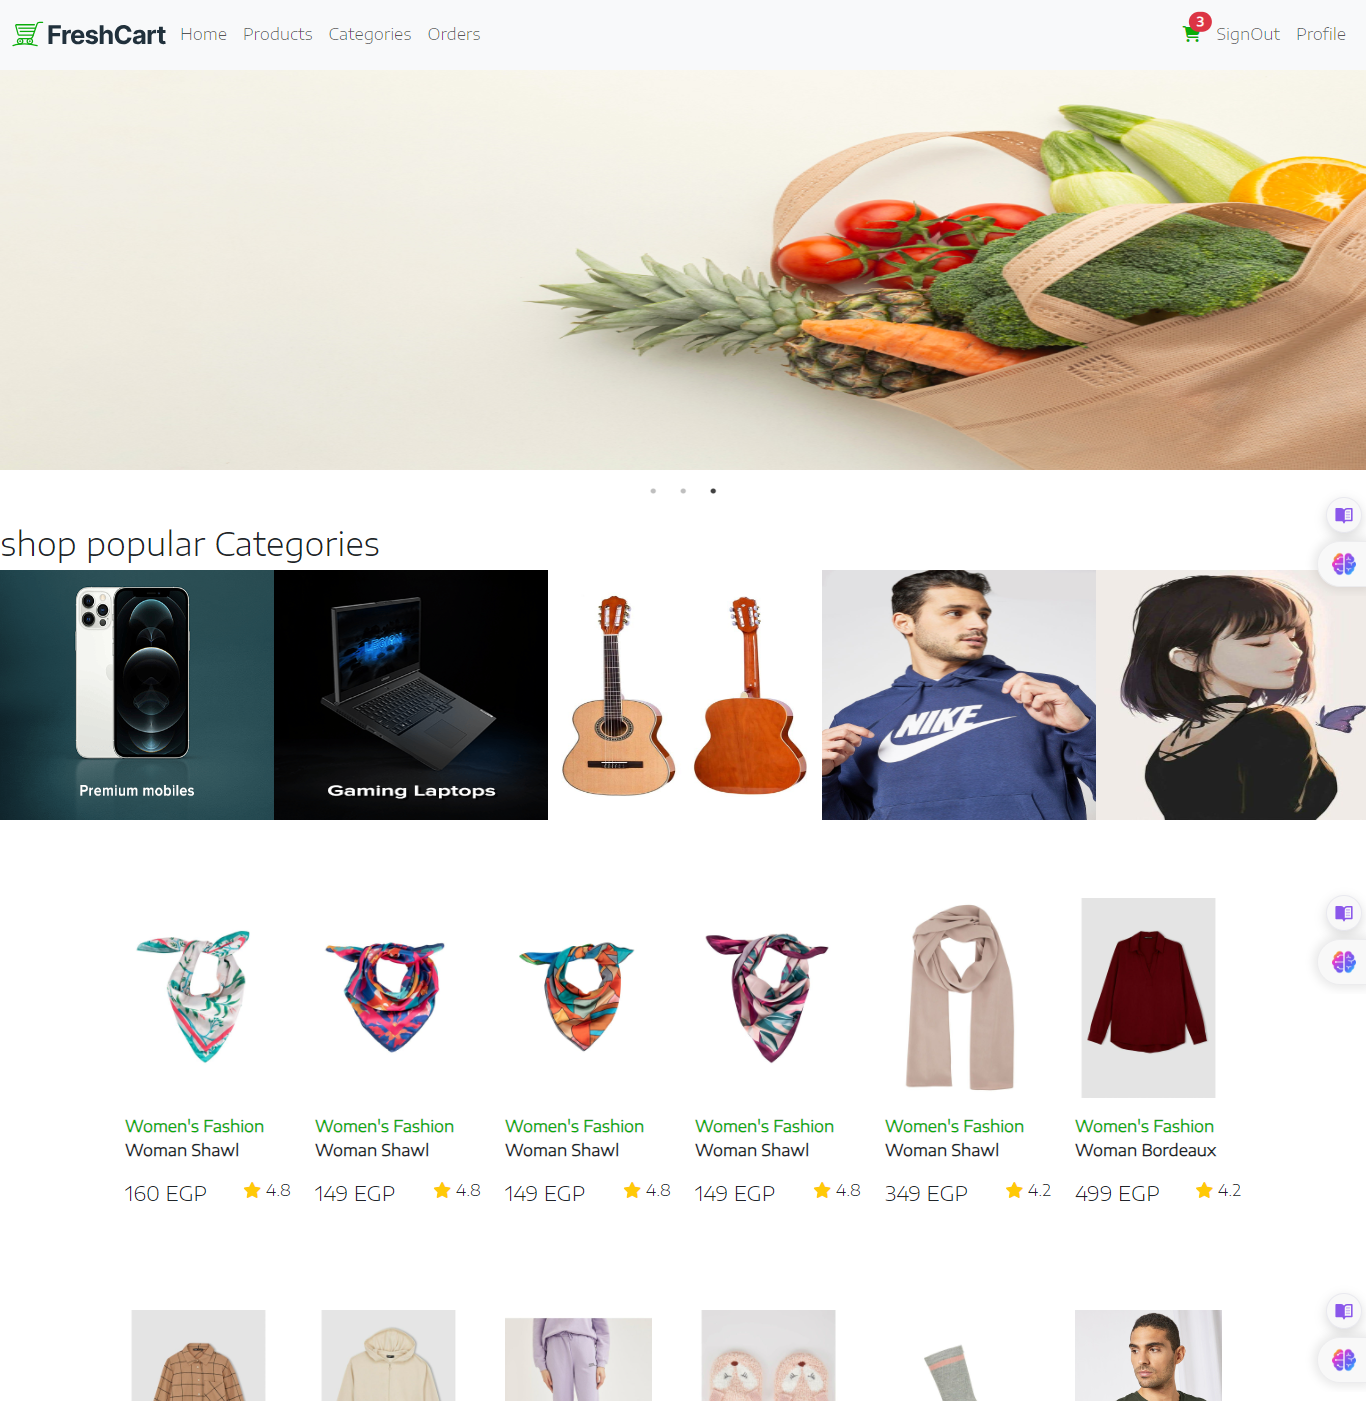 FreshCart Home Products Categories Orders 3 SignOut Profile
shop popular Categories
Premium mobiles
LEGION
Gaming Laptops
NIKE
Women's Fashion Women's Fashion Women's Fashion Women's Fashion Women's Fashion Women's Fashion
Woman Shawl Woman Shawl Woman Shawl Woman Shawl Woman Shawl Woman Bordeaux
160 EGP 4.8 149 EGP 4.8 149 EGP 4.8 149 EGP 4.8 349 EGP 4.2 499 EGP 4.2